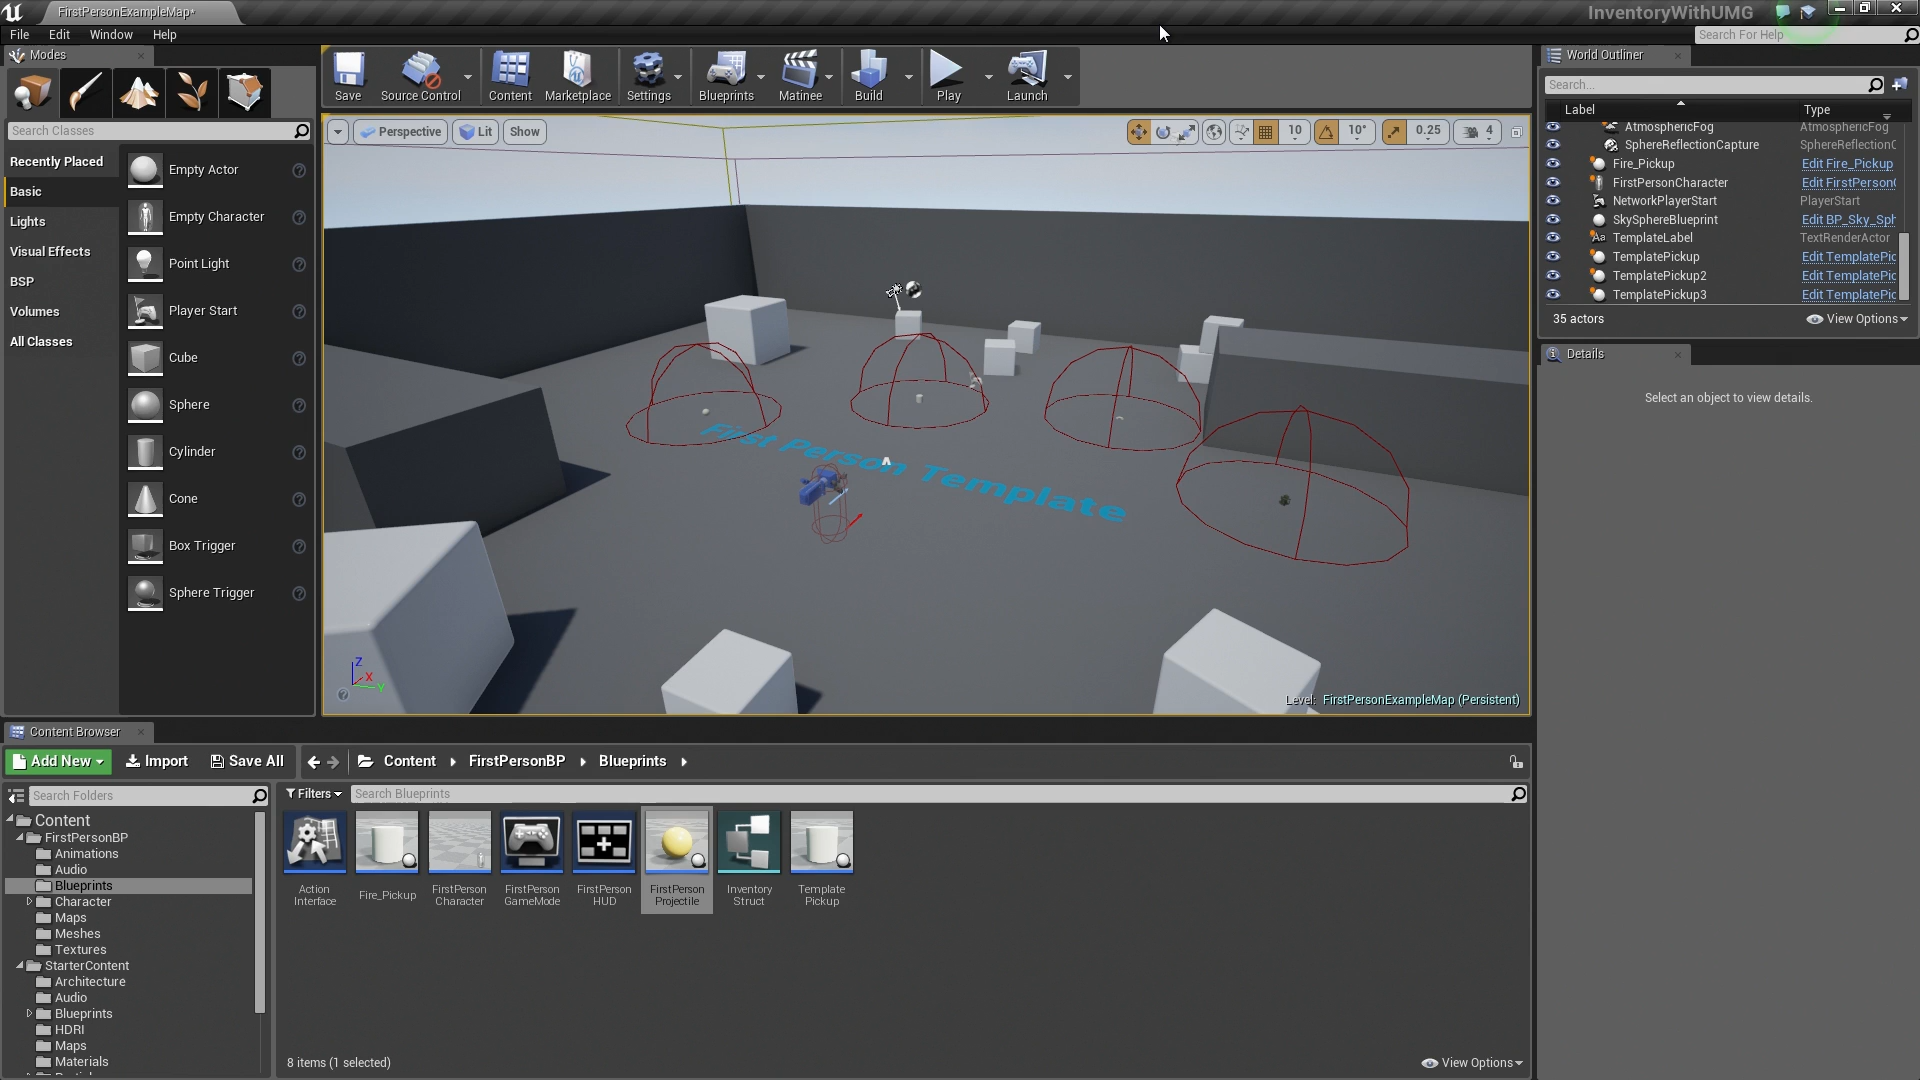 FirstPersonExampleMap*
InventoryWithUMG
File Edit Window Help
Search For Help
Modes
Save
Source Control
Content
Marketplace
Settings
Blueprints
Matinee
Build
Play
Launch
World Outliner
Search...
Label
Type
Search Classes
Perspective
Lit
Show
10
10°
0.25
4
AtmosphericFog AtmosphericFog
SphereReflectionCapture SphereReflectionC
Fire_Pickup Edit Fire_Pickup
FirstPersonCharacter Edit FirstPersonC
NetworkPlayerStart PlayerStart
SkySphereBlueprint Edit BP_Sky_Sph
TemplateLabel TextRenderActor
TemplatePickup Edit TemplatePic
TemplatePickup2 Edit TemplatePic
TemplatePickup3 Edit TemplatePic
35 actors
View Options
Details
Select an object to view details.
Recently Placed
Basic
Lights
Visual Effects
BSP
Volumes
All Classes
Empty Actor
Empty Character
Point Light
Player Start
Cube
Sphere
Cylinder
Cone
Box Trigger
Sphere Trigger
First Person Template
Z
X
Y
Level: FirstPersonExampleMap (Persistent)
Content Browser
Add New
Import
Save All
Content
FirstPersonBP
Blueprints
Search Folders
Filters
Search Blueprints
Content
FirstPersonBP
Animations
Audio
Blueprints
Character
Maps
Meshes
Textures
StarterContent
Architecture
Audio
Blueprints
HDRI
Maps
Materials
Action
Interface
Fire_Pickup
FirstPerson
Character
FirstPerson
GameMode
FirstPerson
HUD
FirstPerson
Projectile
Inventory
Struct
Template
Pickup
8 items (1 selected)
View Options